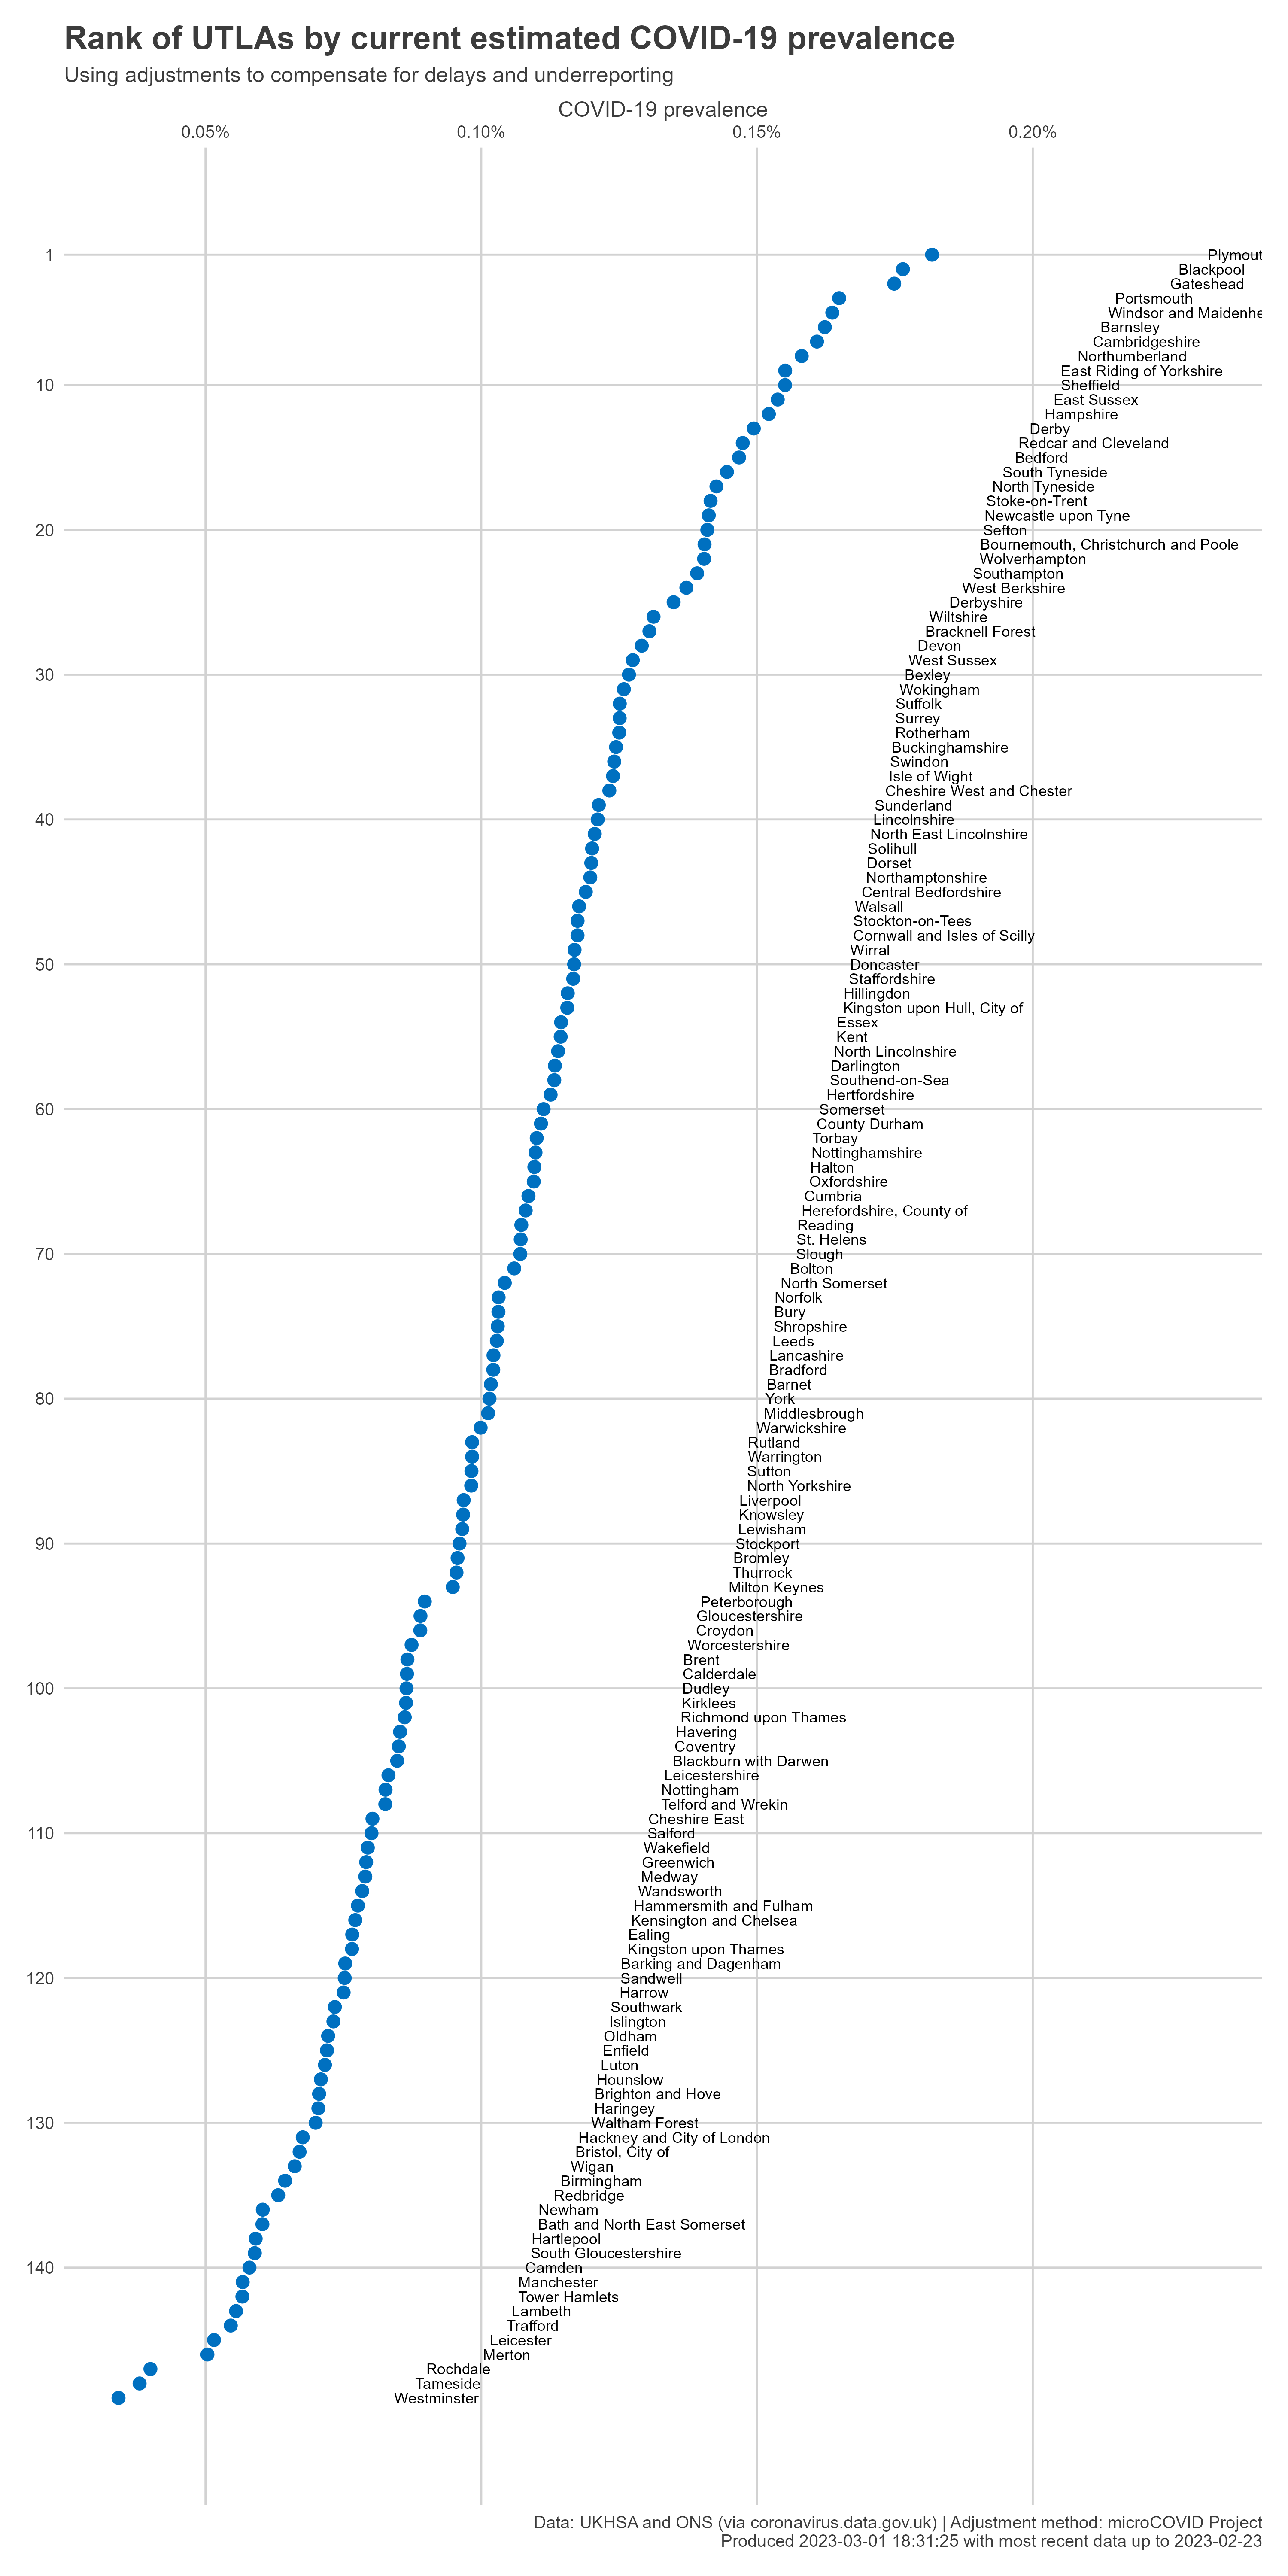 Rank of UTLAs by current estimated COVID-19 prevalence
Using adjustments to compensate for delays and underreporting
COVID-19 prevalence
0.05% 0.10% 0.15% 0.20%
1 Plymout
Blackpool
Gateshead
Portsmouth
Windsor and Maidenhe
Barnsley
Cambridgeshire
Northumberland
East Riding of Yorkshire
10 Sheffield
East Sussex
Hampshire
Derby
Redcar and Cleveland
Bedford
South Tyneside
North Tyneside
Stoke-on-Trent
Newcastle upon Tyne
20 Sefton
Bournemouth, Christchurch and Poole
Wolverhampton
Southampton
West Berkshire
Derbyshire
Wiltshire
Bracknell Forest
Devon
West Sussex
30 Bexley
Wokingham
Suffolk
Surrey
Rotherham
Buckinghamshire
Swindon
Isle of Wight
Cheshire West and Chester
Sunderland
40 Lincolnshire
North East Lincolnshire
Solihull
Dorset
Northamptonshire
Central Bedfordshire
Walsall
Stockton-on-Tees
Cornwall and Isles of Scilly
Wirral
50 Doncaster
Staffordshire
Hillingdon
Kingston upon Hull, City of
Essex
Kent
North Lincolnshire
Darlington
Southend-on-Sea
Hertfordshire
60 Somerset
County Durham
Torbay
Nottinghamshire
Halton
Oxfordshire
Cumbria
Herefordshire, County of
Reading
St. Helens
70 Slough
Bolton
North Somerset
Norfolk
Bury
Shropshire
Leeds
Lancashire
Bradford
Barnet
80 York
Middlesbrough
Warwickshire
Rutland
Warrington
Sutton
North Yorkshire
Liverpool
Knowsley
Lewisham
90 Stockport
Bromley
Thurrock
Milton Keynes
Peterborough
Gloucestershire
Croydon
Worcestershire
Brent
Calderdale
100 Dudley
Kirklees
Richmond upon Thames
Havering
Coventry
Blackburn with Darwen
Leicestershire
Nottingham
Telford and Wrekin
Cheshire East
110 Salford
Wakefield
Greenwich
Medway
Wandsworth
Hammersmith and Fulham
Kensington and Chelsea
Ealing
Kingston upon Thames
Barking and Dagenham
120 Sandwell
Harrow
Southwark
Islington
Oldham
Enfield
Luton
Hounslow
Brighton and Hove
Haringey
130 Waltham Forest
Hackney and City of London
Bristol, City of
Wigan
Birmingham
Redbridge
Newham
Bath and North East Somerset
Hartlepool
South Gloucestershire
140 Camden
Manchester
Tower Hamlets
Lambeth
Trafford
Leicester
Merton
Rochdale
Tameside
Westminster
Data: UKHSA and ONS (via coronavirus.data.gov.uk) | Adjustment method: microCOVID Project
Produced 2023-03-01 18:31:25 with most recent data up to 2023-02-23